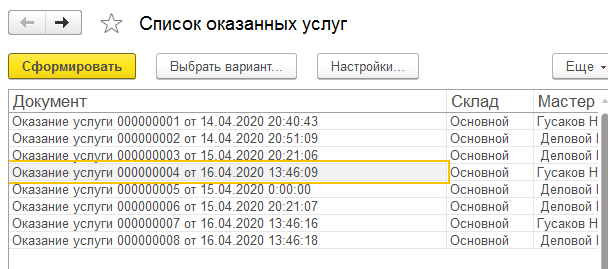 Список оказанных услуг
Сформировать Выбрать вариант... Настройки... Еще
Документ Склад Мастер
Оказание услуги 000000001 от 14.04.2020 20:40:43 Основной Гусаков Н
Оказание услуги 000000002 от 14.04.2020 20:51:09 Основной Деловой
Оказание услуги 000000003 от 15.04.2020 20:21:06 Основной Деловой
Оказание услуги 000000004 от 16.04.2020 13:46:09 Основной Гусаков Н
Оказание услуги 000000005 от 15.04.2020 0:00:00 Основной Деловой
Оказание услуги 000000006 от 15.04.2020 20:21:07 Основной Деловой
Оказание услуги 000000007 от 16.04.2020 13:46:16 Основной Гусаков Н
Оказание услуги 000000008 от 16.04.2020 13:46:18 Основной Деловой